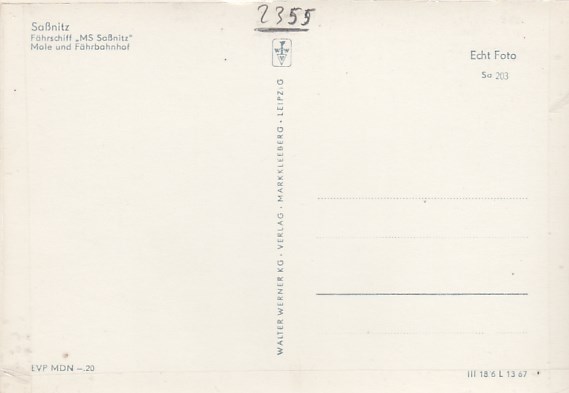 2355
Saßnitz
Fährschiff „MS Saßnitz"
Mole und Fährbahnhof
Echt Foto
Sa 203
WALTER WERNER KG · VERLAG · MARKKLEEBERG - LEIPZIG
EVP MDN -.20
III 18 6 L 13 67